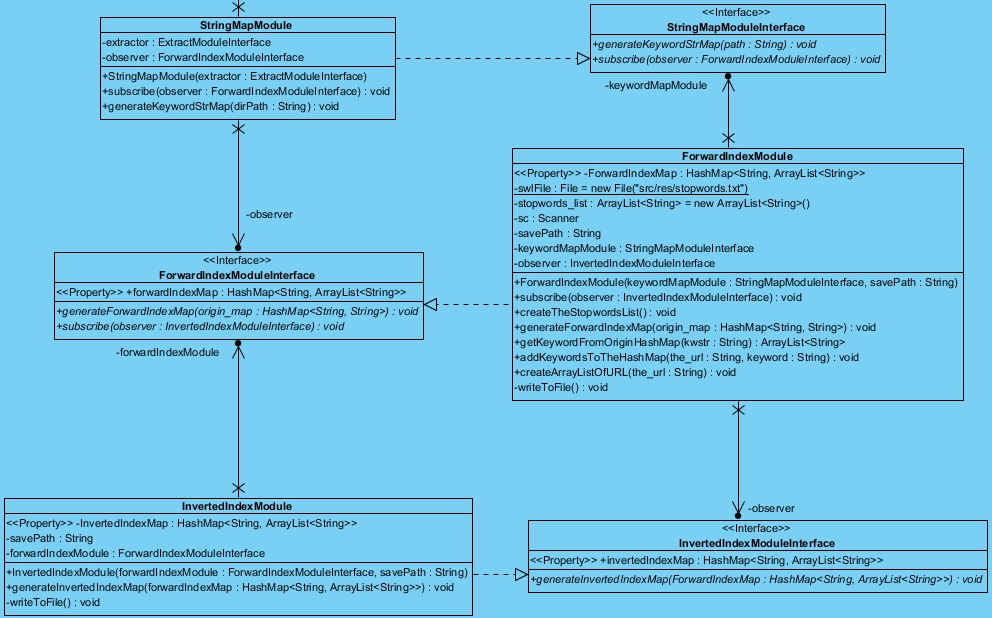 StringMapModule
-extractor : ExtractModuleInterface
-observer : ForwardIndexModuleInterface
+StringMapModule(extractor : ExtractModuleInterface)
+subscribe(observer : ForwardIndexModuleInterface) : void
+generateKeywordStrMap(dirPath : String) : void
<<Interface>>
StringMapModuleInterface
+generateKeywordStrMap(path : String) : void
+subscribe(observer : ForwardIndexModuleInterface) : void
-keywordMapModule
ForwardIndexModule
<<Property>> -ForwardIndexMap : HashMap<String, ArrayList<String>>
-swlFile : File = new File("src/res/stopwords.txt")
-stopwords_list : ArrayList<String> = new ArrayList<String>()
-sc : Scanner
-savePath : String
-keywordMapModule : StringMapModuleInterface
-observer : InvertedIndexModuleInterface
+ForwardIndexModule(keywordMapModule : StringMapModuleInterface, savePath : String)
+subscribe(observer : InvertedIndexModuleInterface) : void
+createTheStopwordsList() : void
+generateForwardIndexMap(origin_map : HashMap<String, String>) : void
+getKeywordFromOriginHashMap(kwstr : String) : ArrayList<String>
+addKeywordsToTheHashMap(the_url : String, keyword : String) : void
+createArrayListOfURL(the_url : String) : void
-writeToFile() : void
-observer
<<Interface>>
ForwardIndexModuleInterface
<<Property>> +forwardIndexMap : HashMap<String, ArrayList<String>>
+generateForwardIndexMap(origin_map : HashMap<String, String>) : void
+subscribe(observer : InvertedIndexModuleInterface) : void
-forwardIndexModule
InvertedIndexModule
<<Property>> -InvertedIndexMap : HashMap<String, ArrayList<String>>
-savePath : String
-forwardIndexModule : ForwardIndexModuleInterface
+InvertedIndexModule(forwardIndexModule : ForwardIndexModuleInterface, savePath : String)
+generateInvertedIndexMap(forwardIndexMap : HashMap<String, ArrayList<String>>) : void
-writeToFile() : void
-observer
<<Interface>>
InvertedIndexModuleInterface
<<Property>> +invertedIndexMap : HashMap<String, ArrayList<String>>
+generateInvertedIndexMap(ForwardIndexMap : HashMap<String, ArrayList<String>>) : void